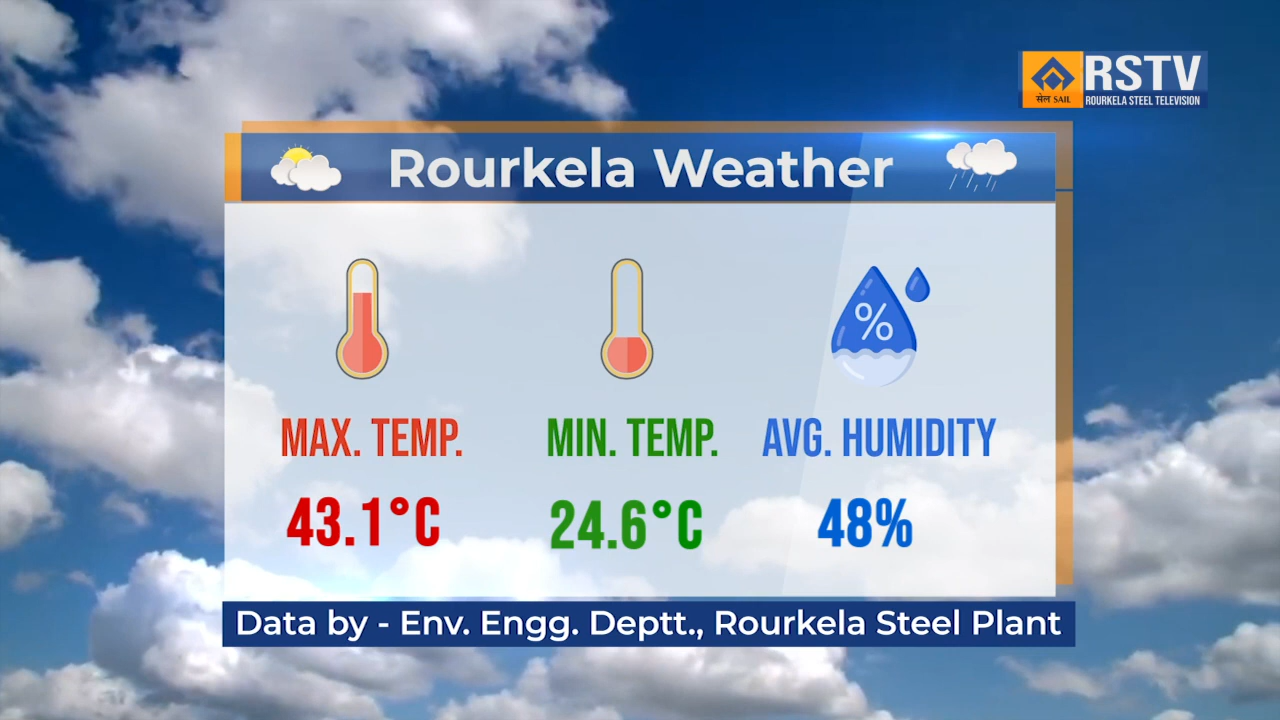 सेल SAIL
RSTV
ROURKELA STEEL TELEVISION
Rourkela Weather
%
MAX. TEMP. MIN. TEMP. AVG. HUMIDITY
43.1°C 24.6°C 48%
Data by - Env. Engg. Deptt., Rourkela Steel Plant